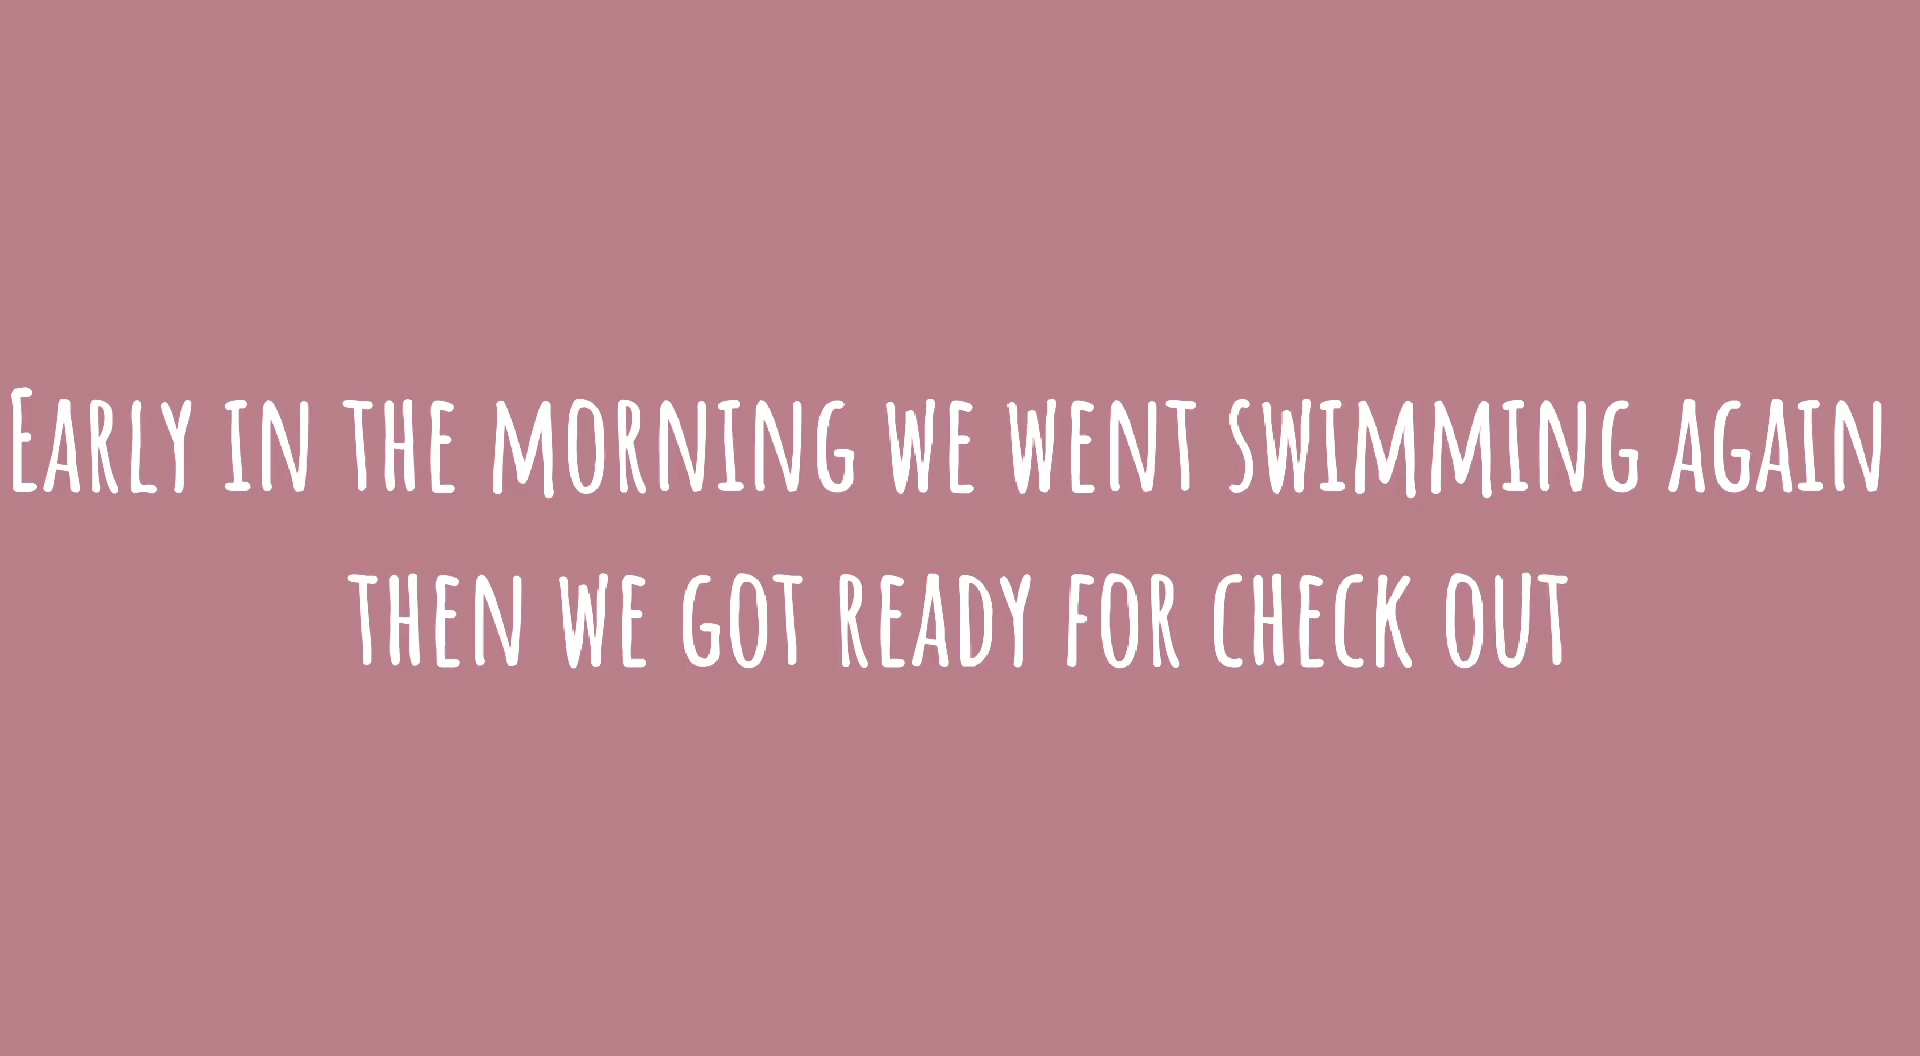 Early in the morning we went swimming again
then we got ready for check out